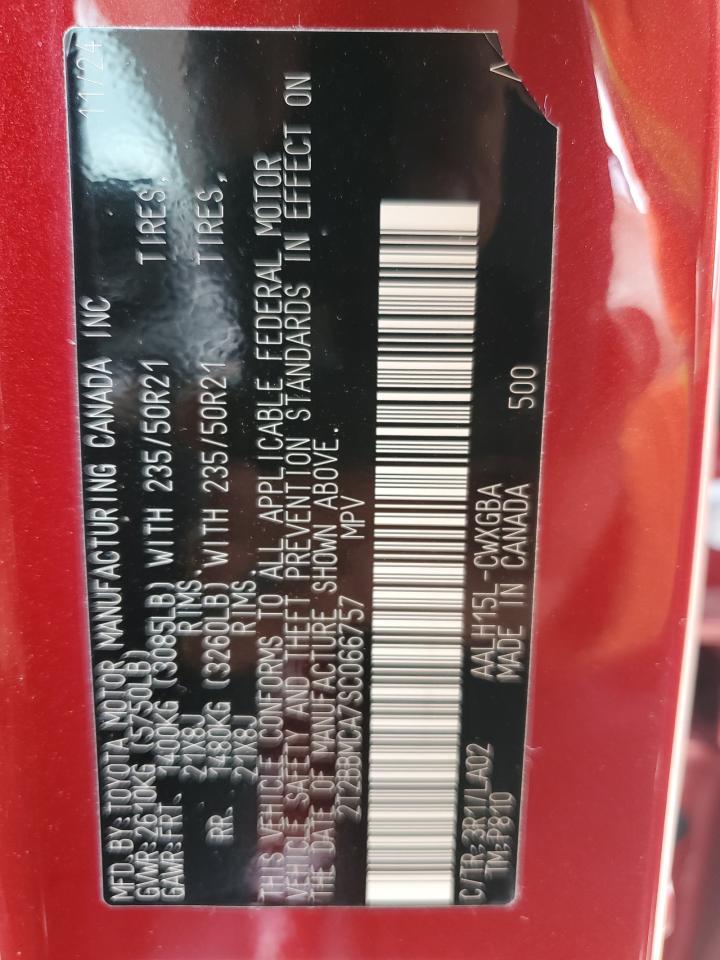 MFD.BY:TOYOTA MOTOR MANUFACTURING CANADA INC 11/24
GVWR:2610KG (5750LB)
GAWR:FRT. 1400KG (3085LB) WITH 235/50R21 TIRES,
21X8J RIMS.
RR. 1480KG (3260LB) WITH 235/50R21 TIRES,
21X8J RIMS.
THIS VEHICLE CONFORMS TO ALL APPLICABLE FEDERAL MOTOR
VEHICLE SAFETY AND THEFT PREVENTION STANDARDS IN EFFECT ON
THE DATE OF MANUFACTURE SHOWN ABOVE.
2T2BBMCA7SC066757 MPV
C/TR:3R1/LA02 AALH15L-CWXGBA
TM:P810 MADE IN CANADA 500